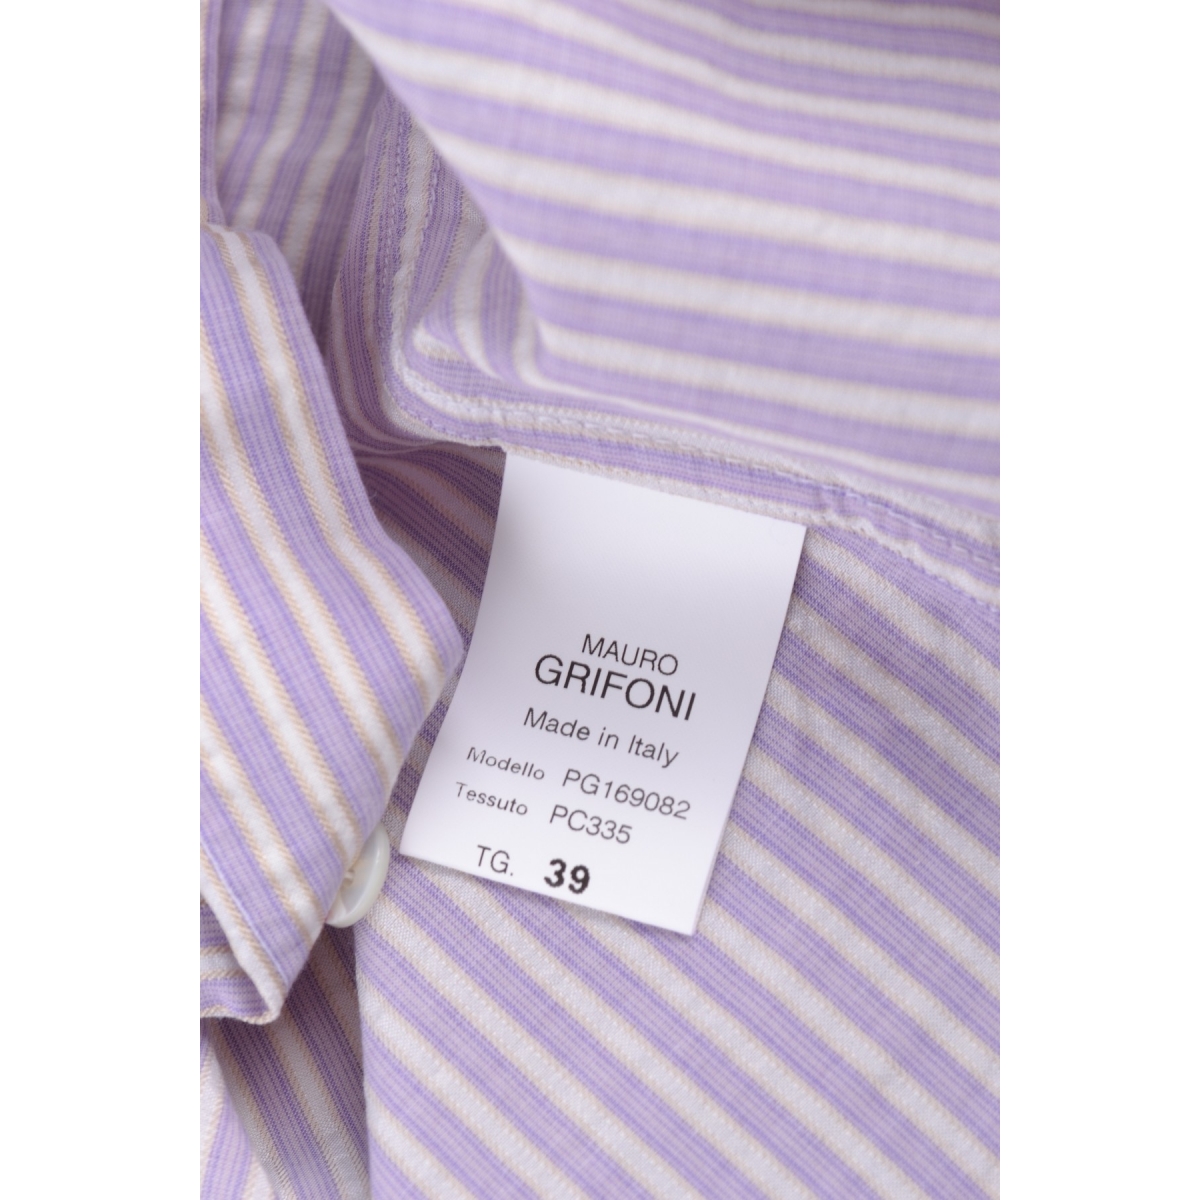 MAURO
GRIFONI
Made in Italy
Modello PG169082
Tessuto PC335
TG. 39